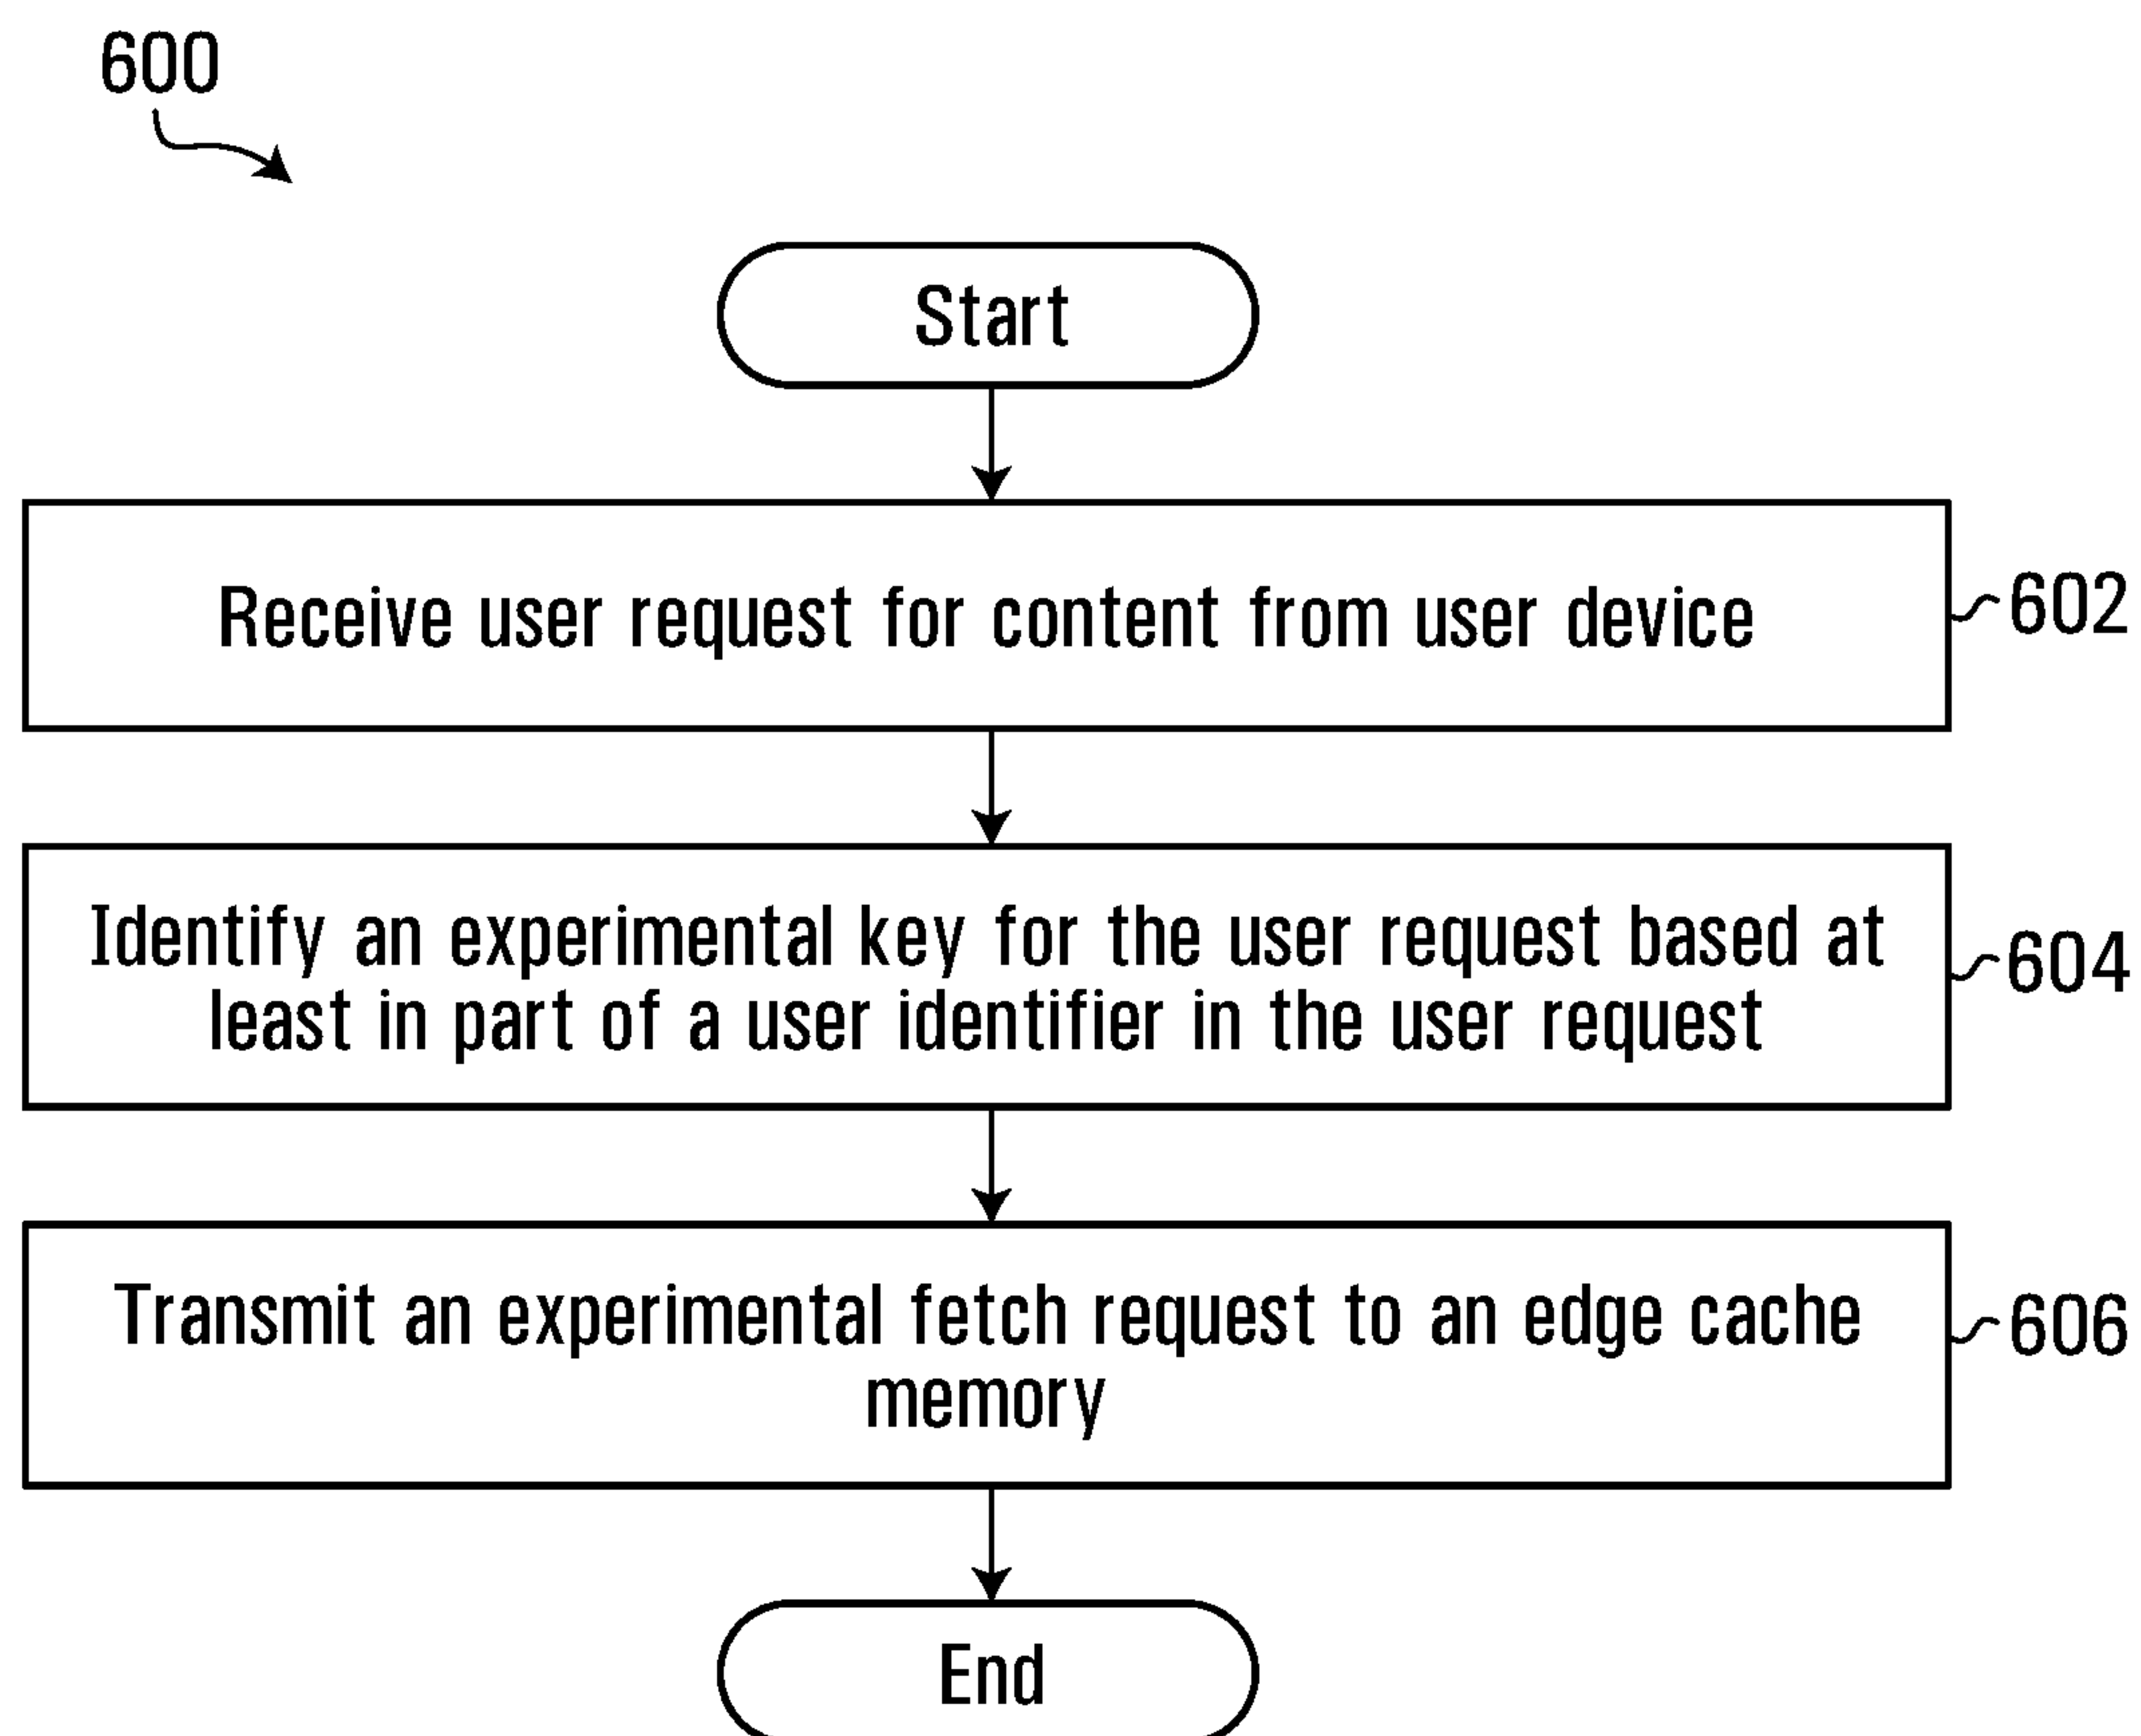 600
Start
Receive user request for content from user device
602
Identify an experimental key for the user request based at
least in part of a user identifier in the user request
604
Transmit an experimental fetch request to an edge cache
memory
606
End